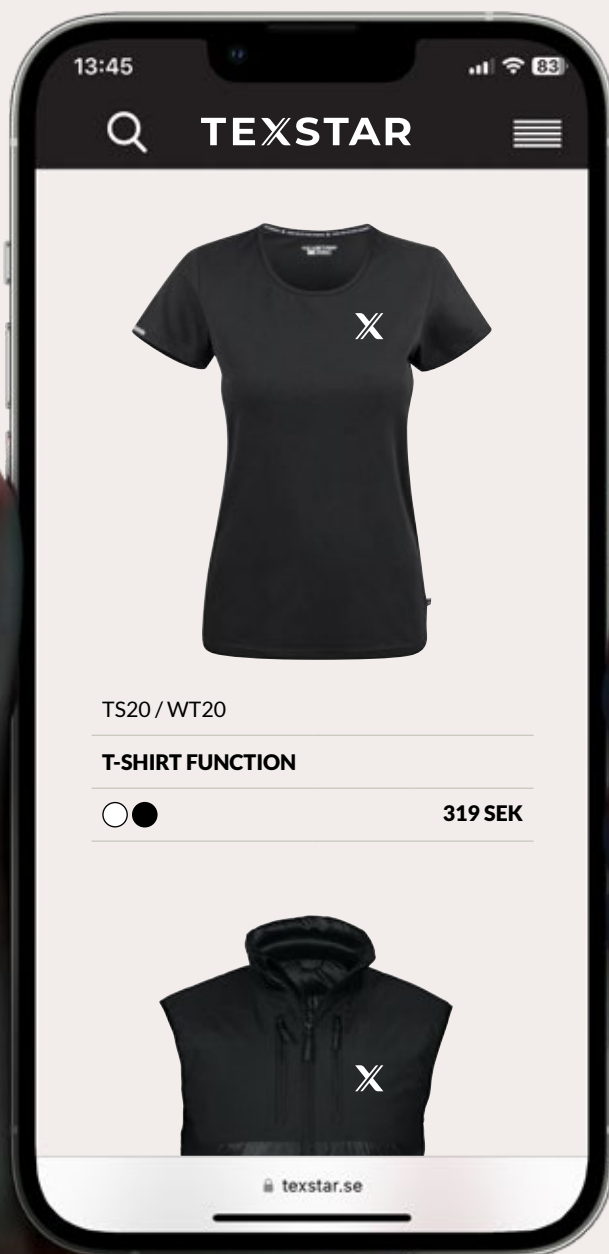 13:45
83
TEXSTAR
X
TS20 / WT20
T-SHIRT FUNCTION
319 SEK
X
texstar.se